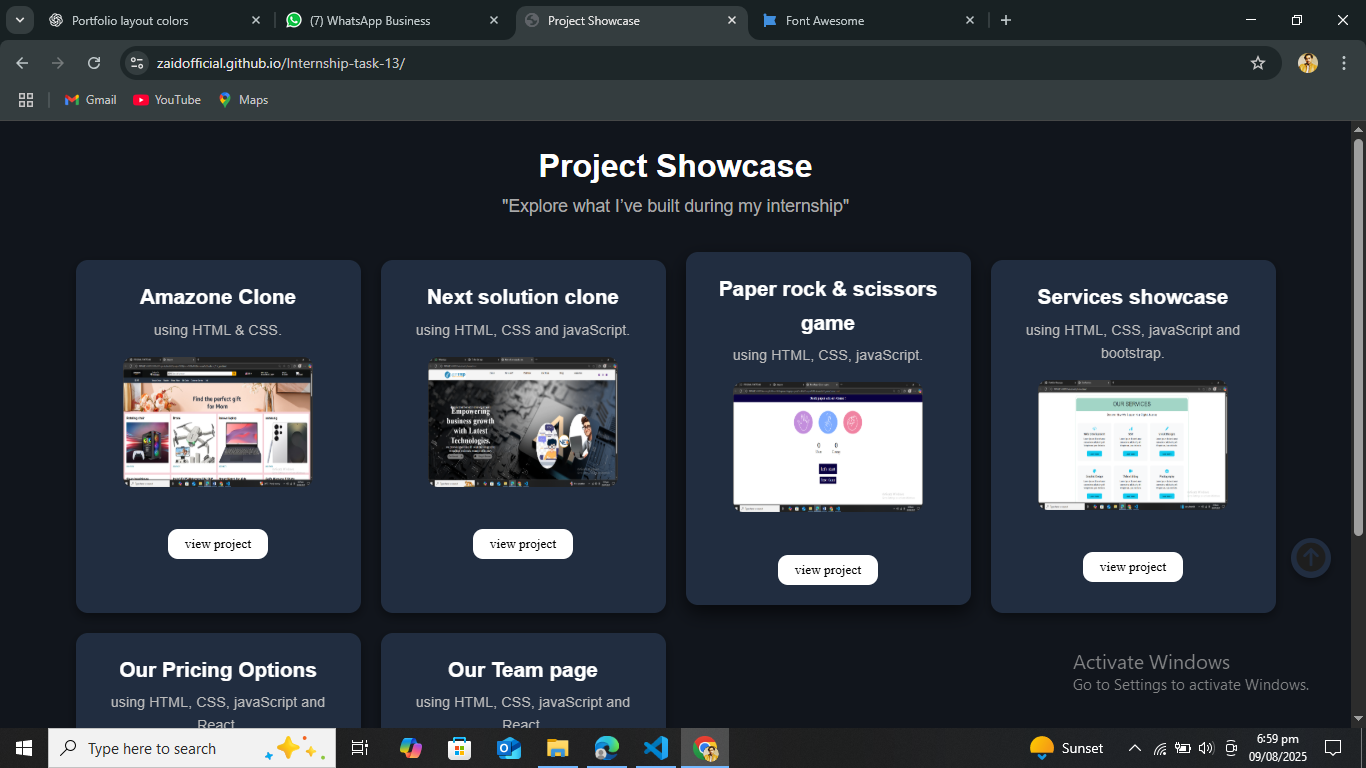 Portfolio layout colors
(7) WhatsApp Business
Project Showcase
Font Awesome
zaidofficial.github.io/Internship-task-13/
Gmail
YouTube
Maps
Project Showcase
"Explore what I've built during my internship"
Amazone Clone
using HTML & CSS.
Find the perfect gift
for Mom
view project
Next solution clone
using HTML, CSS and javaScript.
Empowering
business growth
with Latest
Technologies.
view project
Paper rock & scissors
game
using HTML, CSS, javaScript.
0 0
view project
Services showcase
using HTML, CSS, javaScript and
bootstrap.
OUR SERVICES
view project
Our Pricing Options
using HTML, CSS, javaScript and
React
Our Team page
using HTML, CSS, javaScript and
React
Activate Windows
Go to Settings to activate Windows.
Type here to search
Sunset
6:59 pm
09/08/2025